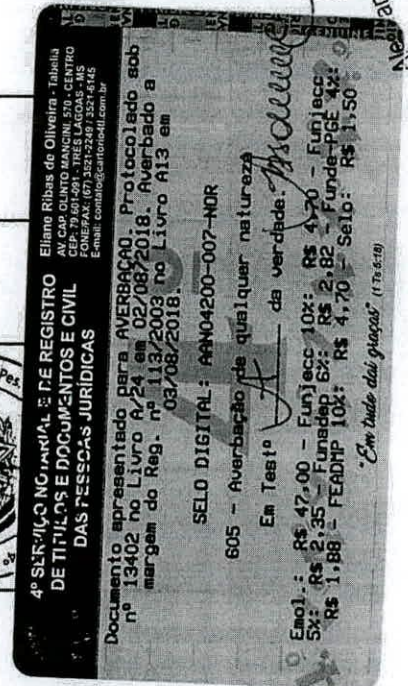 4º SERVIÇO NOTARIAL E DE REGISTRO
DE TITULOS E DOCUMENTOS E CIVIL
DAS PESSOAS JURÍDICAS
Eliane Ribas de Oliveira - Tabeliã
AV. CAP. OLINTO MANCINI, 570 - CENTRO
CEP: 79.601-091 - TRÊS LAGOAS - MS
FONE/FAX: (67) 3521-2249 / 3521-6145
E-mail: contato@cartorio4tl.com.br
Documento apresentado para AVERBAÇÃO. Protocolado sob
nº 13402 no Livro A/24 em 02/08/2018. Averbado a
margem do Reg. nº 113/2003 no Livro A13 em
03/08/2018.
SELO DIGITAL: AAN04200-007-NOR
605 - Averbação de qualquer natureza
Em Testº da verdade.
Emol.: R$ 47,00 - Funjecc 10%: R$ 4,70 - Funjecc
5%: R$ 2,35 - Funadep 6%: R$ 2,82 - Funde-PGE 4%:
R$ 1,88 - FEADMP 10%: R$ 4,70 - Selo: R$ 1,50
"Em tudo dai graças" (1 Ts 5:18)